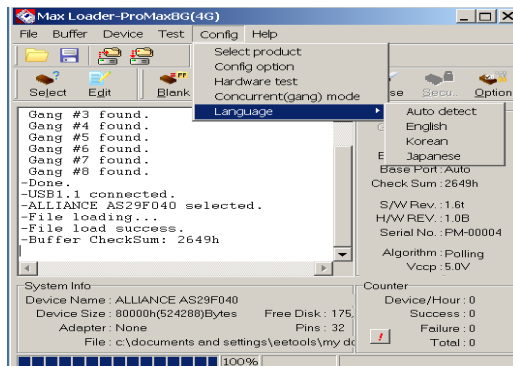 Max Loader-ProMax8G(4G)
File Buffer Device Test Config Help
Select product
Config option
Hardware test
Concurrent(gang) mode
Language
Auto detect
English
Korean
Japanese
Select Edit Blank se Secu.. Option
Gang #3 found.
Gang #4 found.
Gang #5 found.
Gang #6 found.
Gang #7 found.
Gang #8 found.
-Done.
-USB1.1 connected.
-ALLIANCE AS29F040 selected.
-File loading...
-File load success.
-Buffer CheckSum: 2649h
Base Port : Auto
Check Sum : 2649h
S/W Rev. : 1.6t
H/W REV. : 1.0B
Serial No. : PM-00004
Algorithm : Polling
Vccp : 5.0V
System Info
Device Name : ALLIANCE AS29F040
Device Size : 80000h(524288)Bytes Free Disk : 175,
Adapter : None Pins : 32
File : c:\documents and settings\eetools\my do
Counter
Device/Hour : 0
Success : 0
Failure : 0
Total : 0
100%